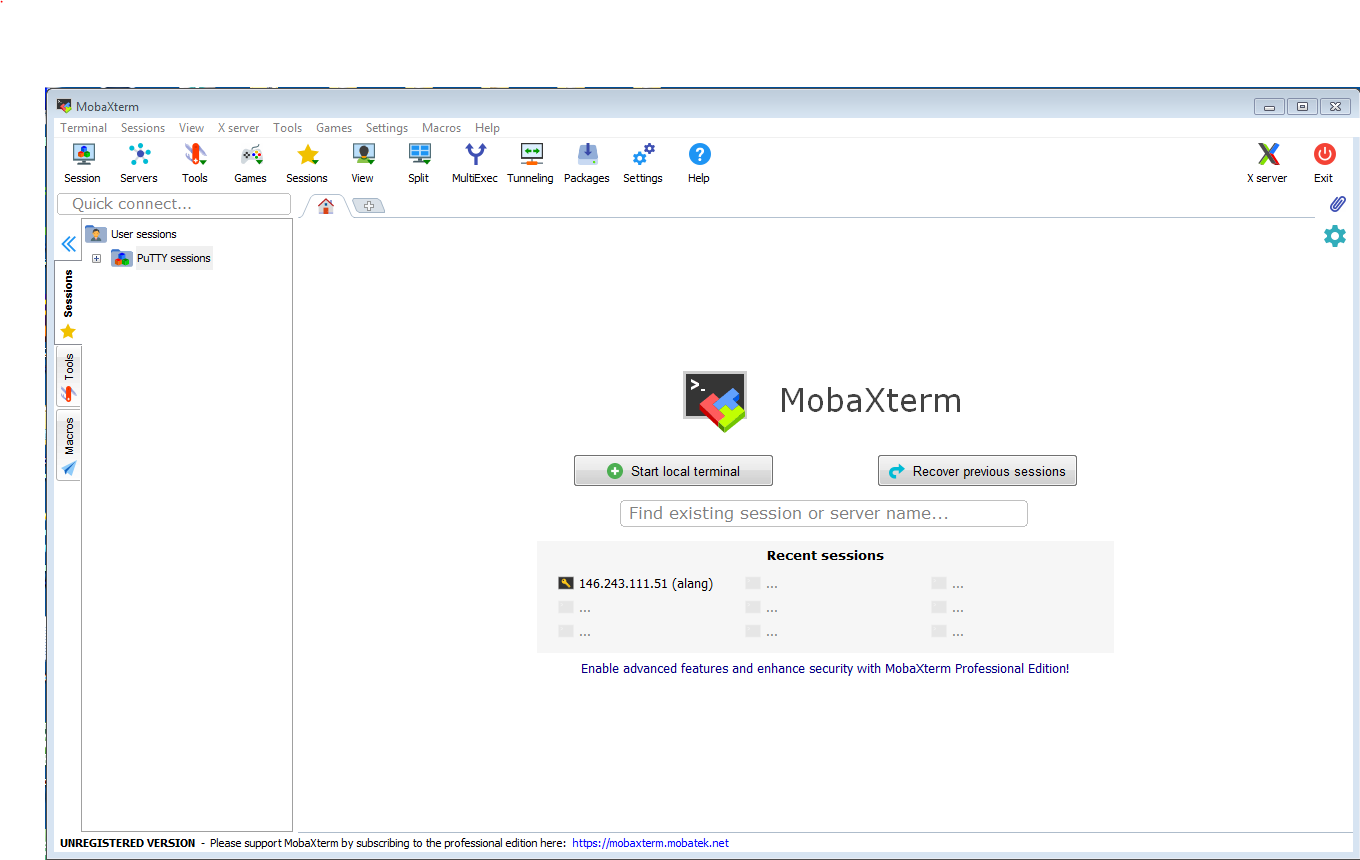 MobaXterm
Terminal Sessions View X server Tools Games Settings Macros Help
Session Servers Tools Games Sessions View Split MultiExec Tunneling Packages Settings Help X server Exit
Quick connect...
User sessions
PuTTY sessions
Sessions
Tools
Macros
>_
MobaXterm
Start local terminal Recover previous sessions
Find existing session or server name...
Recent sessions
146.243.111.51 (alang) ... ...
... ... ...
... ... ...
Enable advanced features and enhance security with MobaXterm Professional Edition!
UNREGISTERED VERSION - Please support MobaXterm by subscribing to the professional edition here: https://mobaxterm.mobatek.net